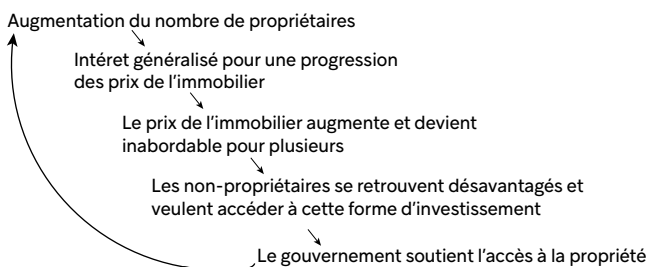 Augmentation du nombre de propriétaires
Intéret généralisé pour une progression
des prix de l'immobilier
Le prix de l'immobilier augmente et devient
inabordable pour plusieurs
Les non-propriétaires se retrouvent désavantagés et
veulent accéder à cette forme d'investissement
Le gouvernement soutient l'accès à la propriété